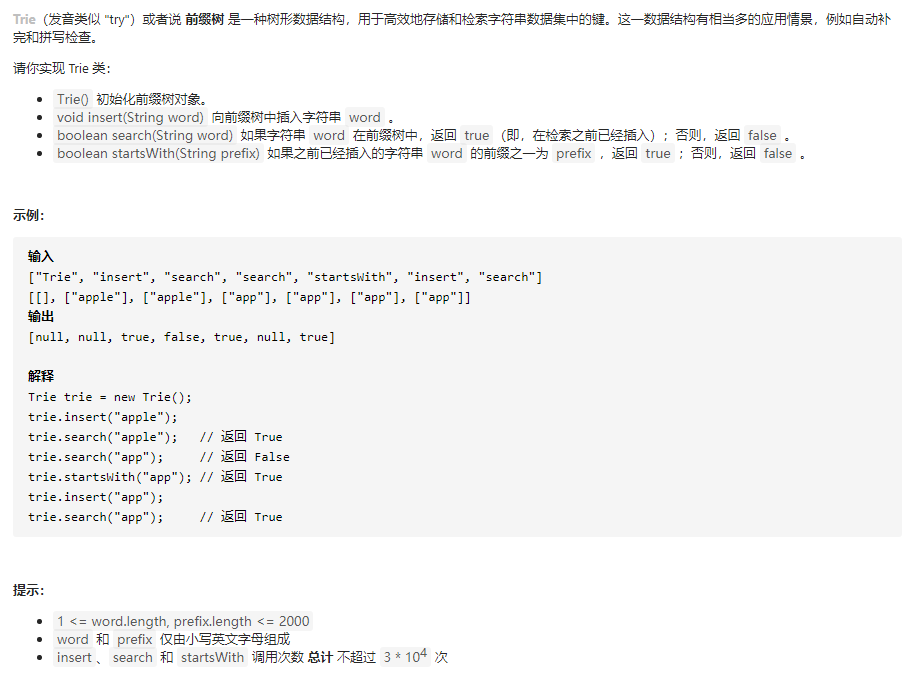 Trie（发音类似 "try"）或者说 前缀树 是一种树形数据结构，用于高效地存储和检索字符串数据集中的键。这一数据结构有相当多的应用情景，例如自动补
完和拼写检查。
请你实现 Trie 类：
• Trie() 初始化前缀树对象。
• void insert(String word) 向前缀树中插入字符串 word 。
• boolean search(String word) 如果字符串 word 在前缀树中，返回 true（即，在检索之前已经插入）；否则，返回 false 。
• boolean startsWith(String prefix) 如果之前已经插入的字符串 word 的前缀之一为 prefix ，返回 true ；否则，返回 false 。
示例：
输入
["Trie", "insert", "search", "search", "startsWith", "insert", "search"]
[[], ["apple"], ["apple"], ["app"], ["app"], ["app"], ["app"]]
输出
[null, null, true, false, true, null, true]
解释
Trie trie = new Trie();
trie.insert("apple");
trie.search("apple");   // 返回 True
trie.search("app");     // 返回 False
trie.startsWith("app"); // 返回 True
trie.insert("app");
trie.search("app");     // 返回 True
提示：
• 1 <= word.length, prefix.length <= 2000
• word 和 prefix 仅由小写英文字母组成
• insert、search 和 startsWith 调用次数 总计 不超过 3 * 10⁴ 次